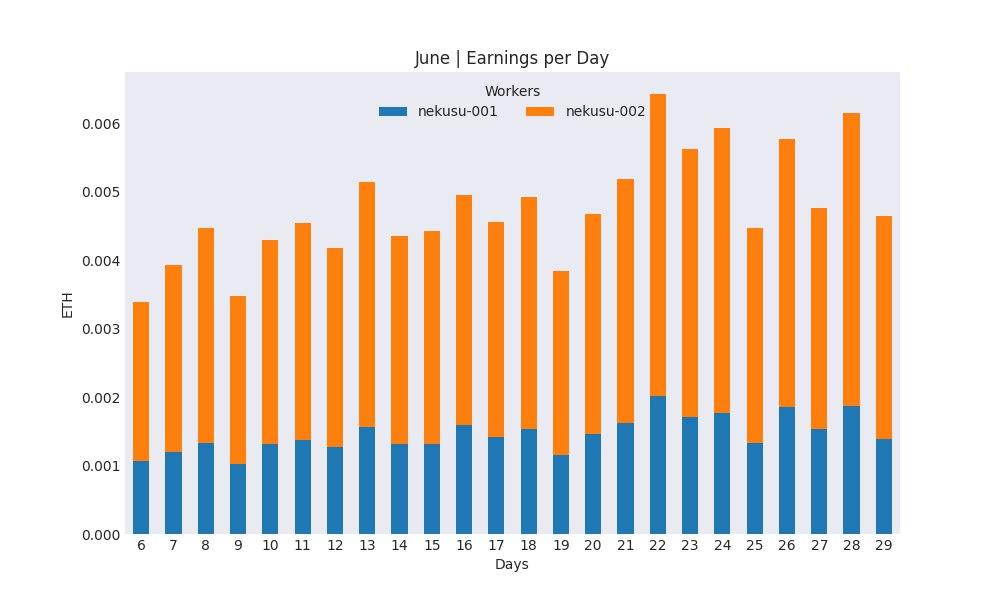 June | Earnings per Day
Workers
nekusu-001 nekusu-002
0.006
0.005
0.004
ETH
0.003
0.002
0.001
0.000
6 7 8 9 10 11 12 13 14 15 16 17 18 19 20 21 22 23 24 25 26 27 28 29
Days